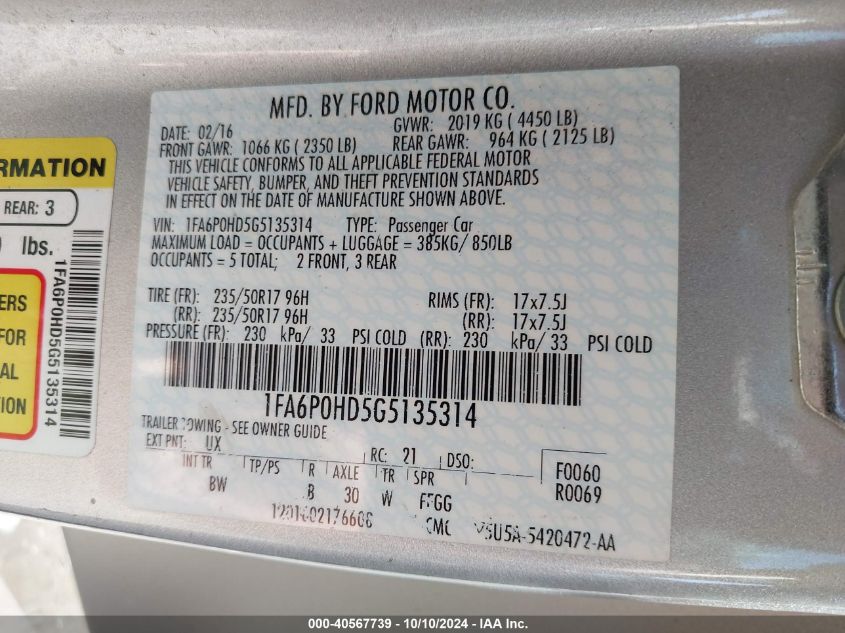 MFD. BY FORD MOTOR CO.
DATE: 02/16 GVWR: 2019 KG ( 4450 LB)
FRONT GAWR: 1066 KG ( 2350 LB) REAR GAWR: 964 KG ( 2125 LB)
THIS VEHICLE CONFORMS TO ALL APPLICABLE FEDERAL MOTOR
VEHICLE SAFETY, BUMPER, AND THEFT PREVENTION STANDARDS
IN EFFECT ON THE DATE OF MANUFACTURE SHOWN ABOVE.
VIN: 1FA6P0HD5G5135314 TYPE: Passenger Car
MAXIMUM LOAD = OCCUPANTS + LUGGAGE = 385KG/ 850LB
OCCUPANTS = 5 TOTAL; 2 FRONT, 3 REAR
TIRE (FR): 235/50R17 96H RIMS (FR): 17x7.5J
(RR): 235/50R17 96H (RR): 17x7.5J
PRESSURE (FR): 230 kPa/ 33 PSI COLD (RR): 230 kPa/ 33 PSI COLD
1FA6P0HD5G5135314
TRAILER TOWING - SEE OWNER GUIDE
EXT PNT: UX RC: 21 DSO: F0060
INT TR TP/PS R AXLE TR SPR R0069
BW B 30 W FFGG
5420472-AA
RMATION
REAR: 3
lbs.
1FA6P0HD5G5135314
ERS
FOR
AL
TION
000-40567739 - 10/10/2024 - IAA Inc.